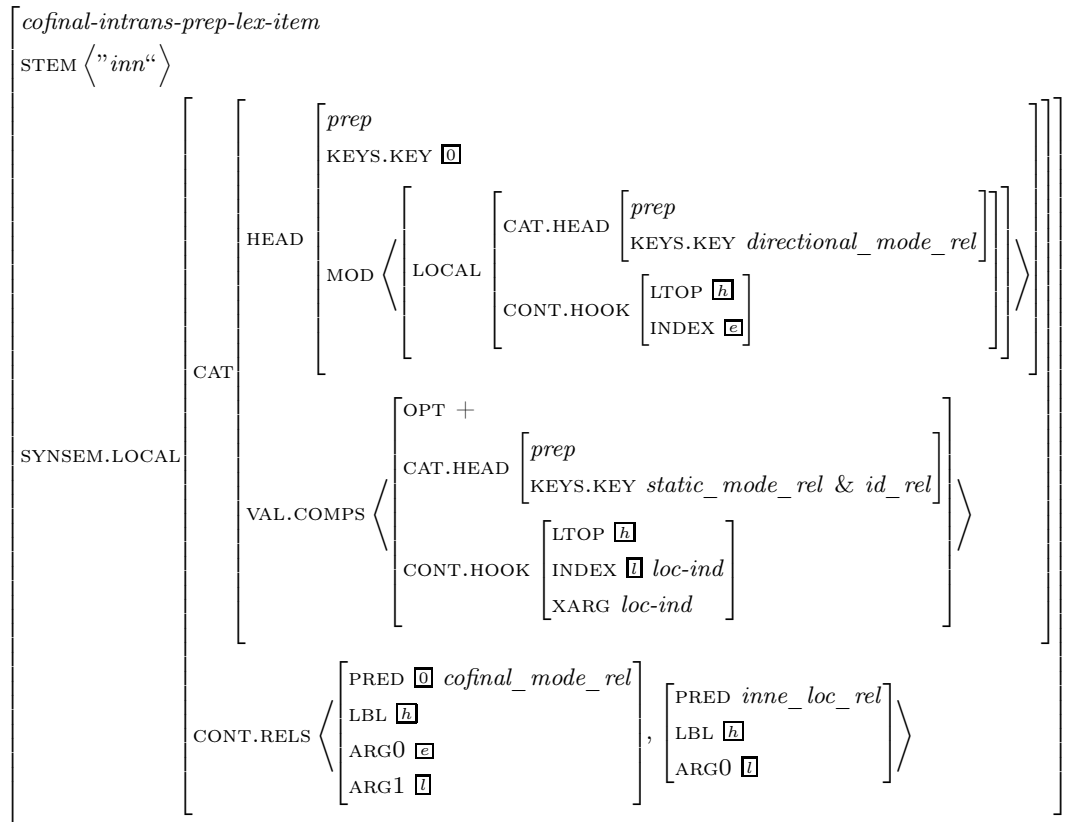 cofinal-intrans-prep-lex-item
STEM ⟨”inn“⟩
SYNSEM.LOCAL
CAT
HEAD
prep
KEYS.KEY 0
MOD
LOCAL
CAT.HEAD
prep
KEYS.KEY directional_mode_rel
CONT.HOOK
LTOP h
INDEX e
VAL.COMPS
OPT +
CAT.HEAD
prep
KEYS.KEY static_mode_rel & id_rel
CONT.HOOK
LTOP h
INDEX l loc-ind
XARG loc-ind
CONT.RELS
PRED 0 cofinal_mode_rel
LBL h
ARG0 e
ARG1 l
,
PRED inne_loc_rel
LBL h
ARG0 l